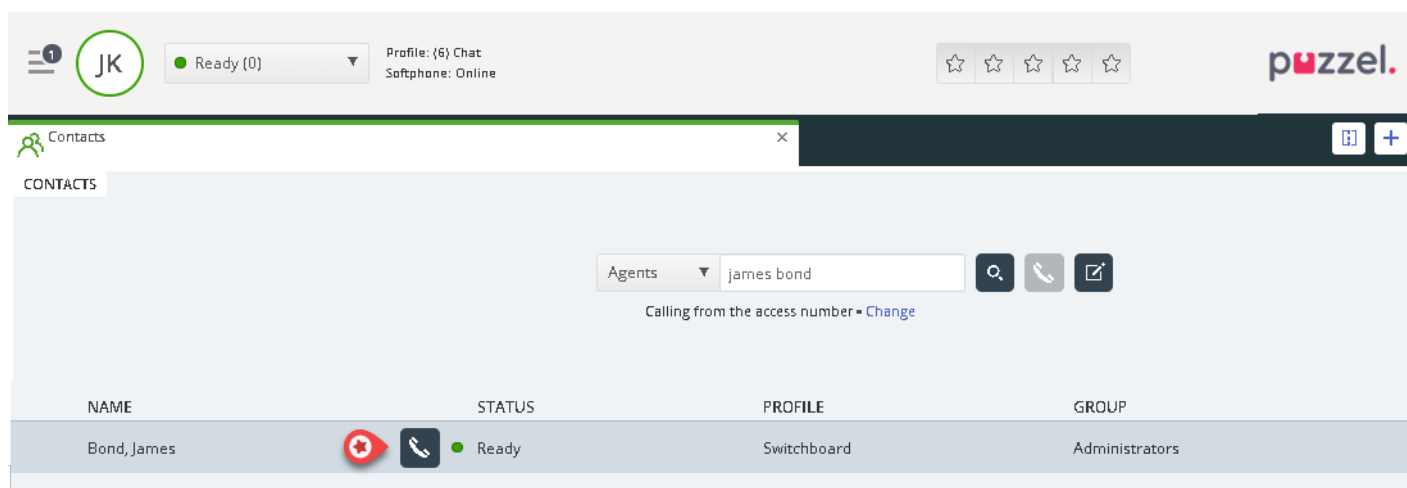 1
JK
Ready (0)
Profile: (6) Chat
Softphone: Online
puzzel.
Contacts
CONTACTS
Agents
james bond
Calling from the access number - Change
NAME STATUS PROFILE GROUP
Bond, James Ready Switchboard Administrators